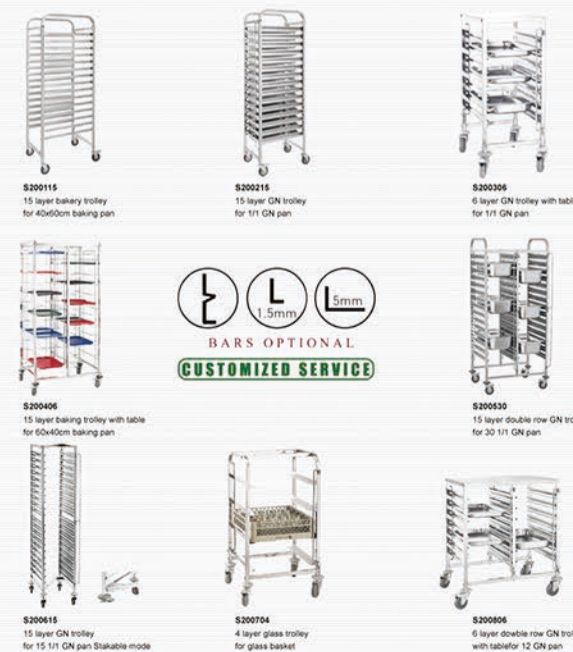 S200115
15 layer bakery trolley
for 40x60cm baking pan
S200215
15 layer GN trolley
for 1/1 GN pan
S200306
6 layer GN trolley with tabl
for 1/1 GN pan
1.5mm
5mm
BARS OPTIONAL
CUSTOMIZED SERVICE
S200406
15 layer baking trolley with table
for 60x40cm baking pan
S200530
15 layer double row GN tro
for 30 1/1 GN pan
S200615
15 layer GN trolley
for 15 1/1 GN pan Stakable mode
S200704
4 layer glass trolley
for glass basket
S200806
6 layer dowble row GN trol
with tablefor 12 GN pan